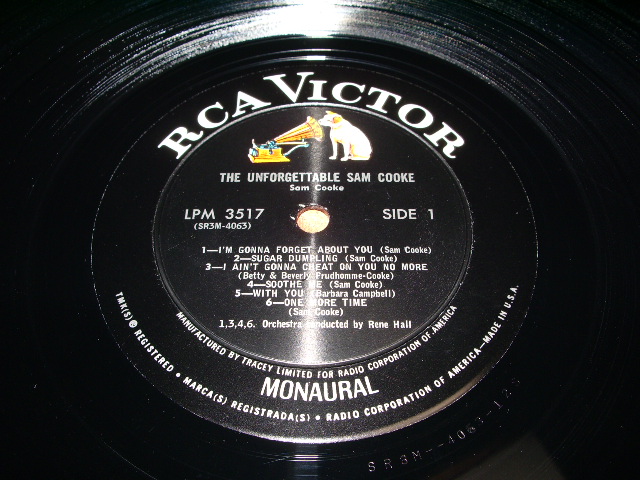 RCA VICTOR
THE UNFORGETTABLE SAM COOKE
Sam Cooke
LPM 3517
(SR3M-4063)
SIDE 1
1—I'M GONNA FORGET ABOUT YOU (Sam Cooke)
2—SUGAR DUMPLING (Sam Cooke)
3—I AIN'T GONNA CHEAT ON YOU NO MORE
(Betty & Beverly Prudhomme-Cooke)
4—SOOTHE ME (Sam Cooke)
5—WITH YOU (Barbara Campbell)
6—ONE MORE TIME
(Sam Cooke)
1,3,4,6. Orchestra conducted by Rene Hall
MANUFACTURED BY TRACEY LIMITED FOR RADIO CORPORATION OF AMERICA
MONAURAL
TMK(S) ® REGISTERED • MARCA(S) REGISTRADA(S) • RADIO CORPORATION OF AMERICA—MADE IN U.S.A.
SR3M-4063-